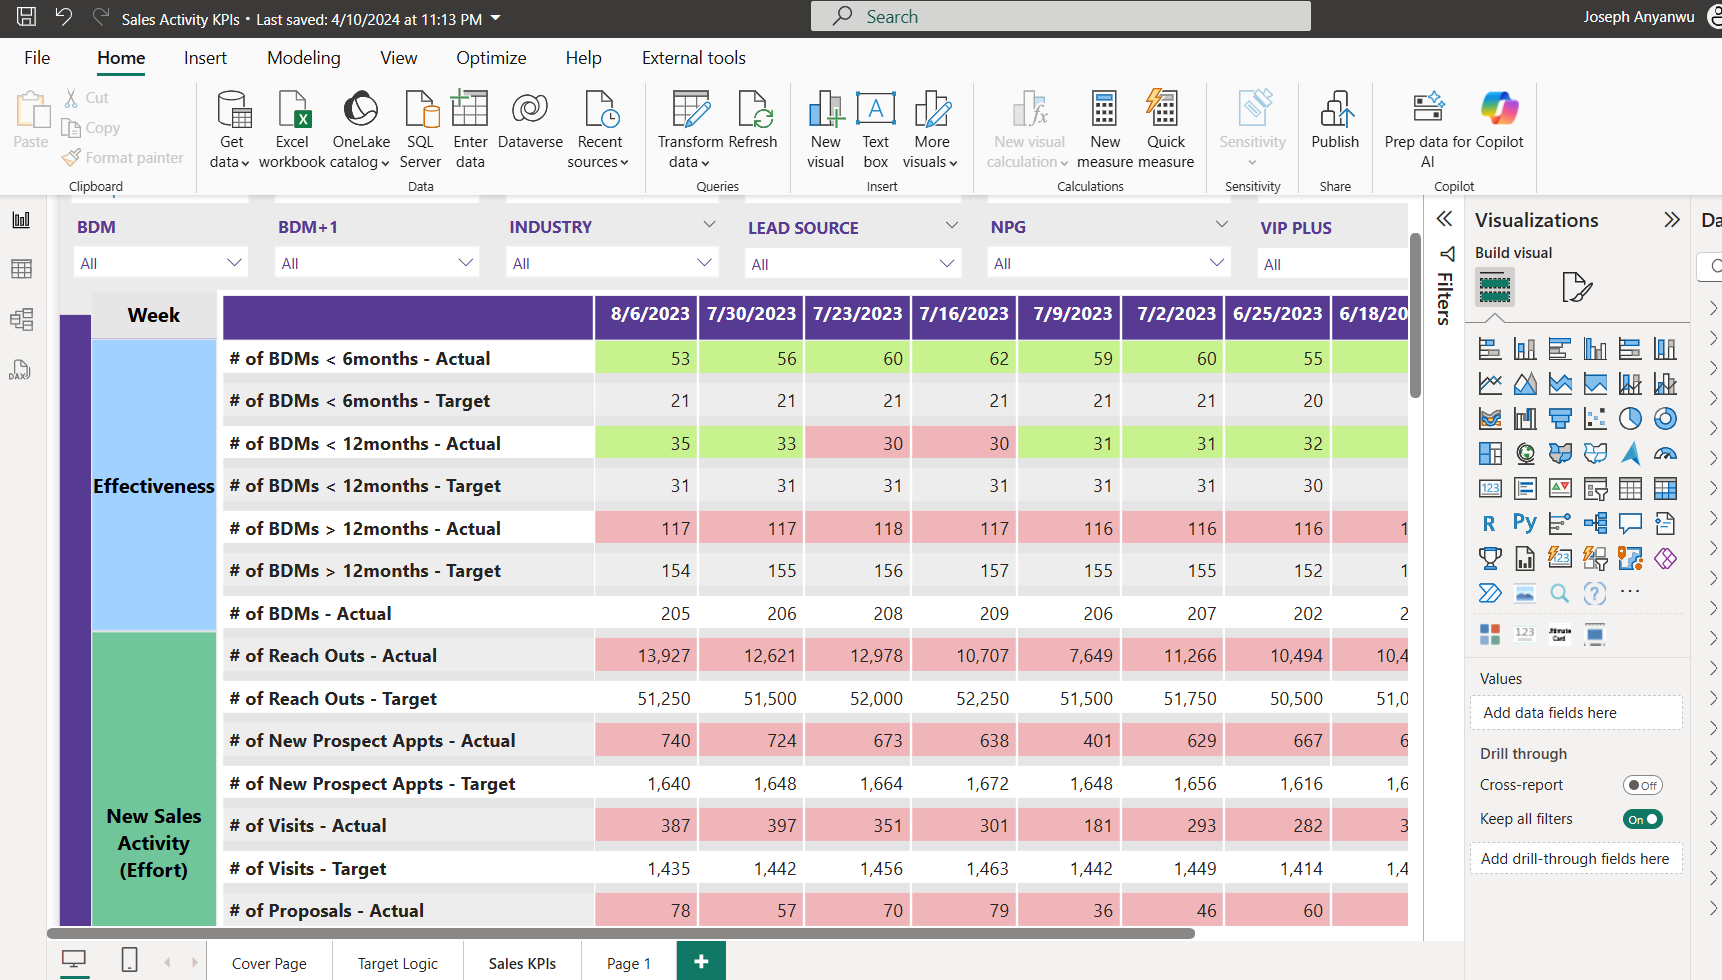 Sales Activity KPIs • Last saved: 4/10/2024 at 11:13 PM
Search
Joseph Anyanwu
File Home Insert Modeling View Optimize Help External tools
Paste
Cut
Copy
Format painter
Clipboard
Get data
Excel workbook
OneLake catalog
SQL Server
Enter data
Dataverse
Recent sources
Data
Transform data
Refresh
Queries
New visual
Text box
More visuals
Insert
New visual calculation
New measure
Quick measure
Calculations
Sensitivity
Sensitivity
Publish
Share
Prep data for AI
Copilot
Copilot
BDM BDM+1 INDUSTRY LEAD SOURCE NPG VIP PLUS
All All All All All All
Week 8/6/2023 7/30/2023 7/23/2023 7/16/2023 7/9/2023 7/2/2023 6/25/2023 6/18/20
Effectiveness
# of BDMs < 6months - Actual 53 56 60 62 59 60 55
# of BDMs < 6months - Target 21 21 21 21 21 21 20
# of BDMs < 12months - Actual 35 33 30 30 31 31 32
# of BDMs < 12months - Target 31 31 31 31 31 31 30
# of BDMs > 12months - Actual 117 117 118 117 116 116 116 1
# of BDMs > 12months - Target 154 155 156 157 155 155 152 1
# of BDMs - Actual 205 206 208 209 206 207 202 2
New Sales Activity (Effort)
# of Reach Outs - Actual 13,927 12,621 12,978 10,707 7,649 11,266 10,494 10,4
# of Reach Outs - Target 51,250 51,500 52,000 52,250 51,500 51,750 50,500 51,0
# of New Prospect Appts - Actual 740 724 673 638 401 629 667 6
# of New Prospect Appts - Target 1,640 1,648 1,664 1,672 1,648 1,656 1,616 1,6
# of Visits - Actual 387 397 351 301 181 293 282 3
# of Visits - Target 1,435 1,442 1,456 1,463 1,442 1,449 1,414 1,4
# of Proposals - Actual 78 57 70 79 36 46 60
Filters
Visualizations
Da
Build visual
123
R Py
123
Values
Add data fields here
Drill through
Cross-report Off
Keep all filters On
Add drill-through fields here
DAX
Cover Page Target Logic Sales KPIs Page 1 +